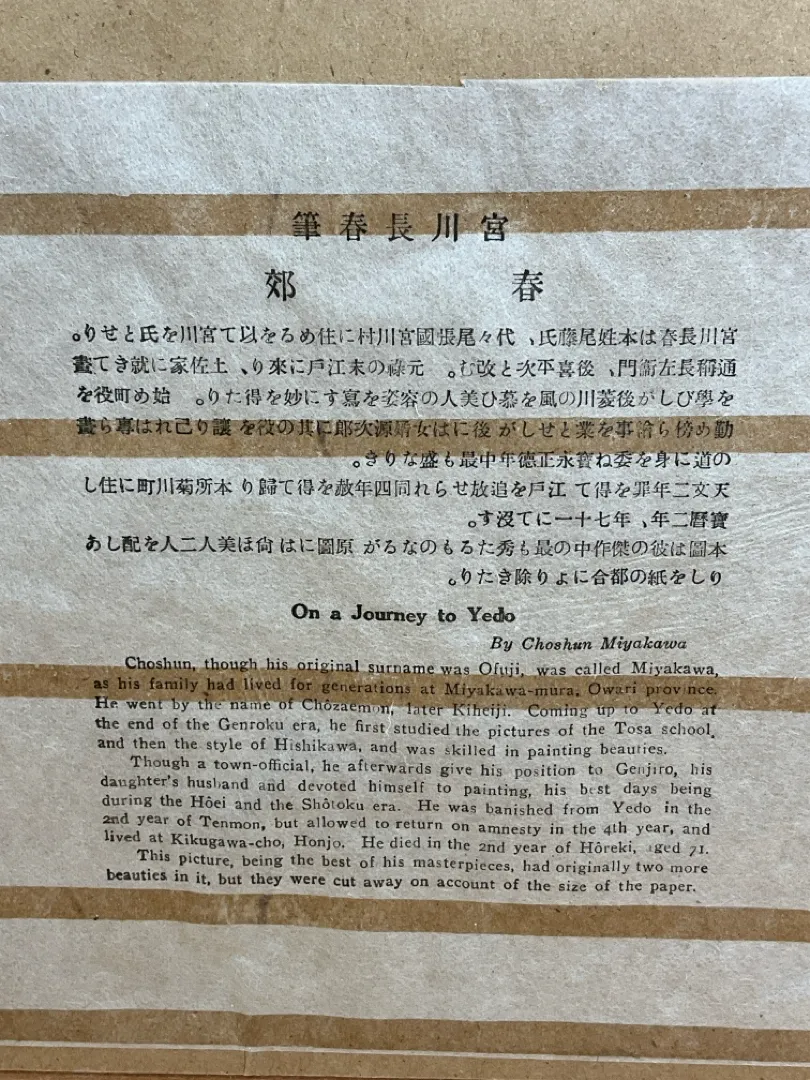 宮川長春筆
春郊
宮川長春は本姓尾藤氏、代々尾張國宮川村に住めるを以て宮川を氏とせり。
通稱長左衞門、後喜平次と改む。元祿の末江戸に來り、土佐家に就きて畫
を學びしが後菱川の風を慕ひ美人の容姿を寫すに妙を得たり。始め町役を
勤め傍ら繪事を業とせしが後には女婿源次郎に其の役を讓り己れは專ら畫
の道に身を委ね寳永正德年中最も盛なりき。
天文二年罪を得て江戸を追放せられ同四年赦を得て歸り本所菊川町に住し
寶曆二年、年七十一にて沒す。
本圖は彼の傑作中の最も秀たるものなるが原圖には尙ほ美人二人を配しあ
りしを紙の都合により除きたり。
On a Journey to Yedo
By Choshun Miyakawa
Choshun, though his original surname was Ofuji, was called Miyakawa,
as his family had lived for generations at Miyakawa-mura, Owari province.
He went by the name of Chôzaemon, later Kiheiji. Coming up to Yedo at
the end of the Genroku era, he first studied the pictures of the Tosa school,
and then the style of Hishikawa, and was skilled in painting beauties.
Though a town-official, he afterwards give his position to Genjiro, his
daughter's husband and devoted himself to painting, his best days being
during the Hôei and the Shôtoku era. He was banished from Yedo in the
2nd year of Tenmon, but allowed to return on amnesty in the 4th year, and
lived at Kikugawa-cho, Honjo. He died in the 2nd year of Hôreki, aged 71.
This picture, being the best of his masterpieces, had originally two more
beauties in it, but they were cut away on account of the size of the paper.